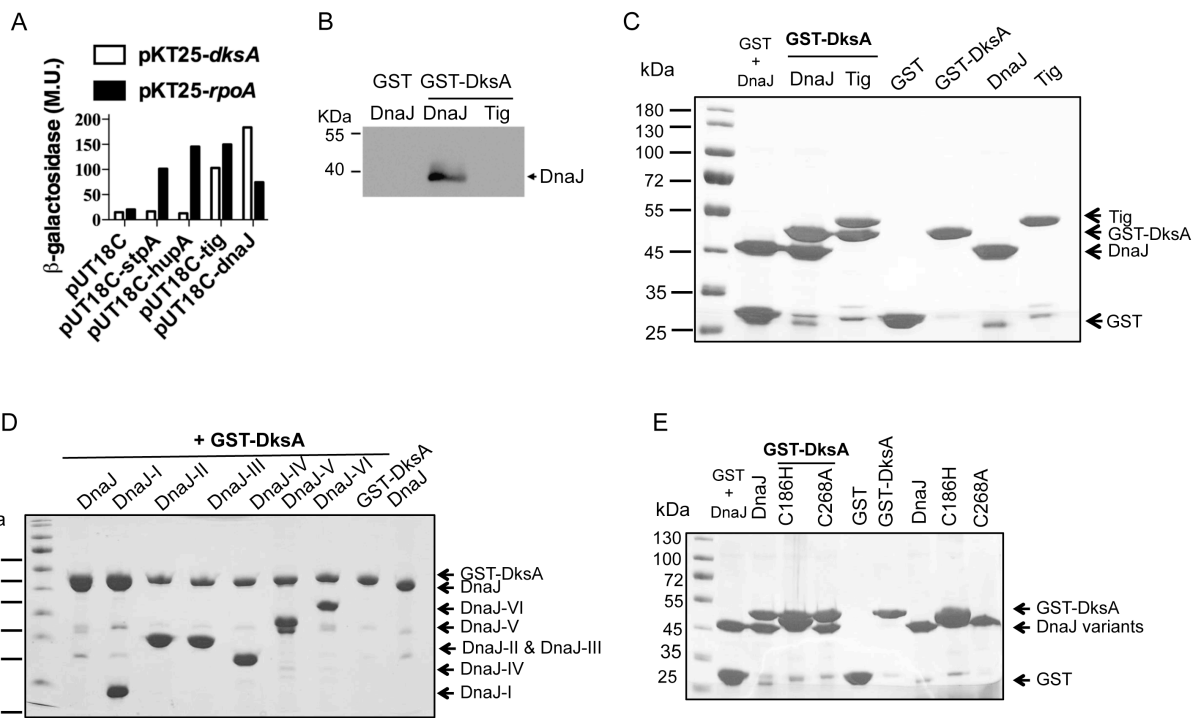 A
pKT25-dksA
pKT25-rpoA
β-galactosidase (M.U.)
200
150
100
50
0
pUT18C
pUT18C-stpA
pUT18C-hupA
pUT18C-tig
pUT18C-dnaJ
B
GST GST-DksA
DnaJ DnaJ Tig
KDa
55
40
DnaJ
C
GST + DnaJ
GST-DksA
DnaJ Tig GST GST-DksA DnaJ Tig
kDa
180
130
100
72
55
45
35
25
Tig
GST-DksA
DnaJ
GST
D
+ GST-DksA
DnaJ DnaJ-I DnaJ-II DnaJ-III DnaJ-IV DnaJ-V DnaJ-VI GST-DksA DnaJ
a
GST-DksA
DnaJ
DnaJ-VI
DnaJ-V
DnaJ-II & DnaJ-III
DnaJ-IV
DnaJ-I
E
GST-DksA
GST + DnaJ
DnaJ C186H C268A GST GST-DksA DnaJ C186H C268A
kDa
130
100
72
55
45
35
25
GST-DksA
DnaJ variants
GST